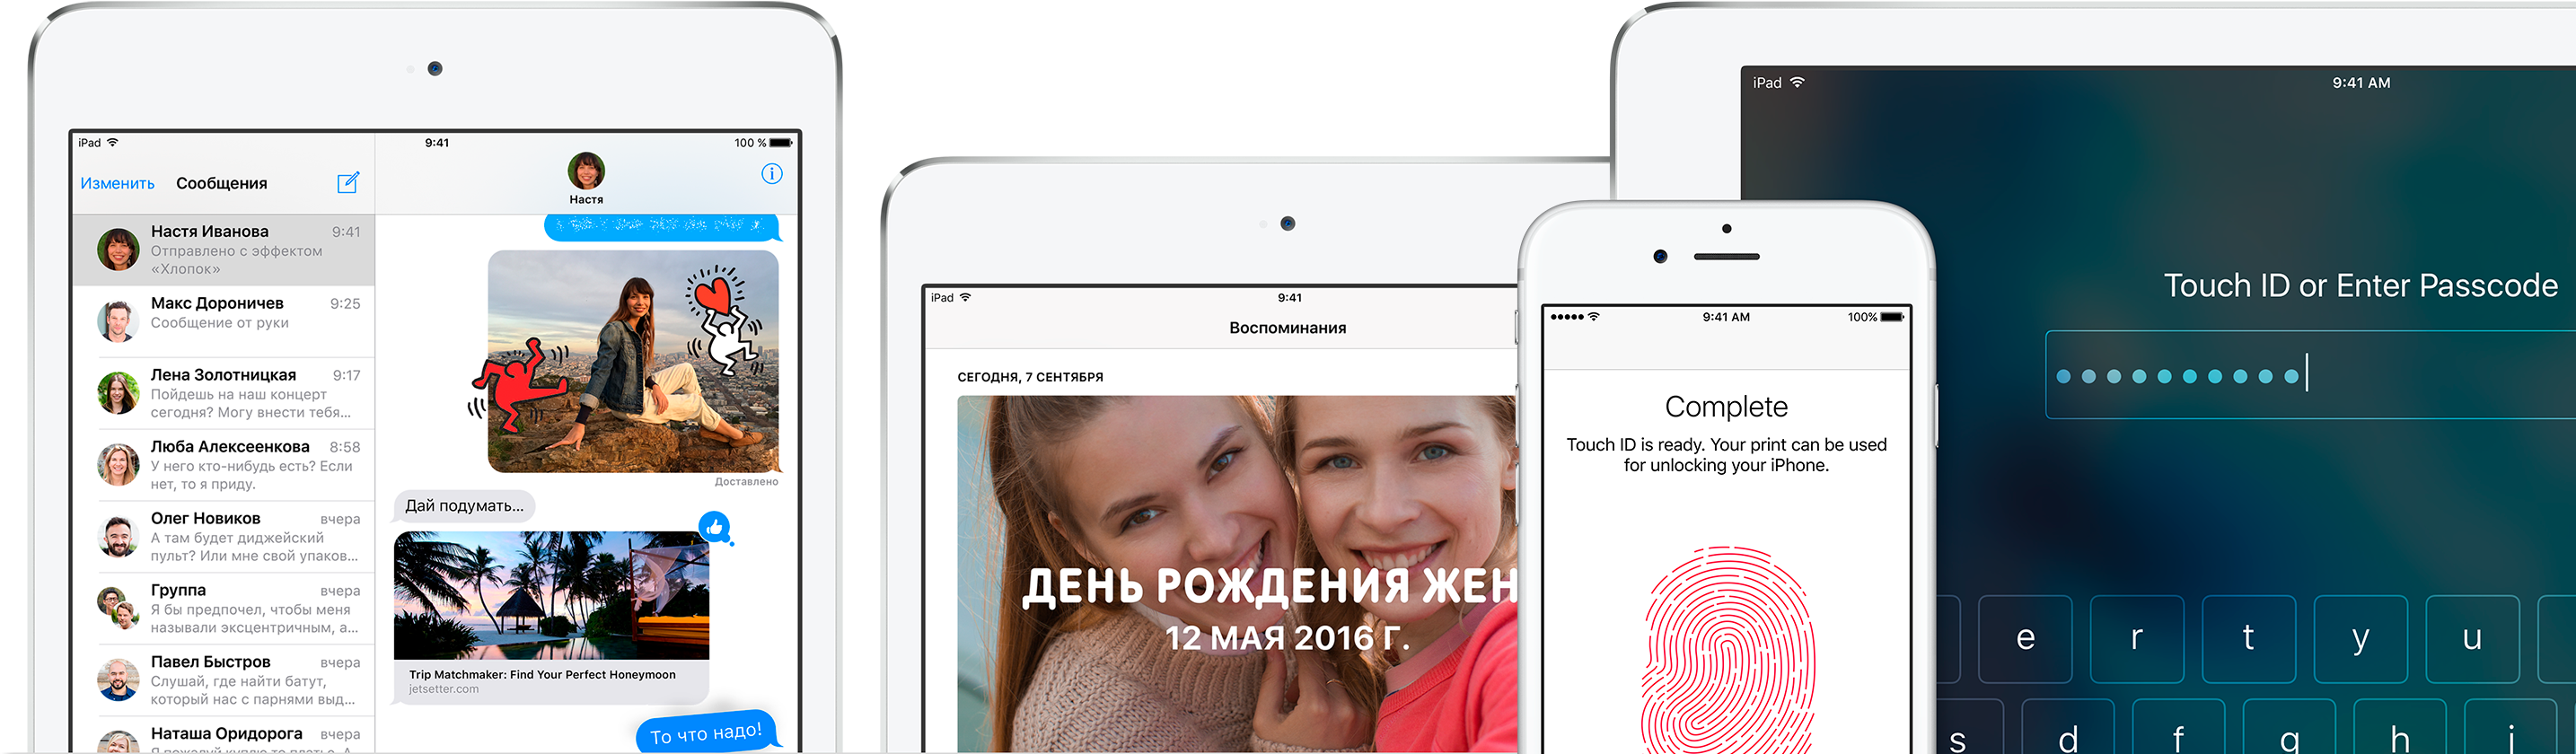 iPad
9:41
100 %
Изменить
Сообщения
Настя
Настя Иванова
9:41
Отправлено с эффектом
«Хлопок»
Макс Дороничев
9:25
Сообщение от руки
Лена Золотницкая
9:17
Пойдешь на наш концерт
сегодня? Могу внести тебя...
Люба Алексеенкова
8:58
У него кто-нибудь есть? Если
нет, то я приду.
Олег Новиков
вчера
А там будет диджейский
пульт? Или мне свой упаков...
Группа
вчера
Я бы предпочел, чтобы меня
называли эксцентричным, а...
Павел Быстров
вчера
Слушай, где найти батут,
который нас с парнями выд...
Наташа Оридорога
вчера
Доставлено
Дай подумать...
Trip Matchmaker: Find Your Perfect Honeymoon
jetsetter.com
То что надо!
iPad
9:41
Воспоминания
СЕГОДНЯ, 7 СЕНТЯБРЯ
ДЕНЬ РОЖДЕНИЯ ЖЕН
12 МАЯ 2016 Г.
9:41 AM
100%
Complete
Touch ID is ready. Your print can be used
for unlocking your iPhone.
iPad
9:41 AM
Touch ID or Enter Passcode
e r t y u
s d f g h j